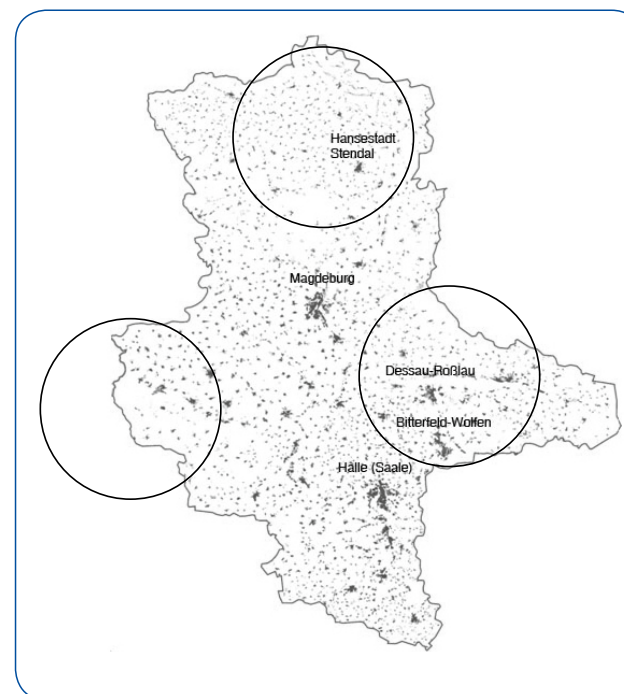 Hansestadt
Stendal
Magdeburg
Dessau-Roßlau
Bitterfeld-Wolfen
Halle (Saale)